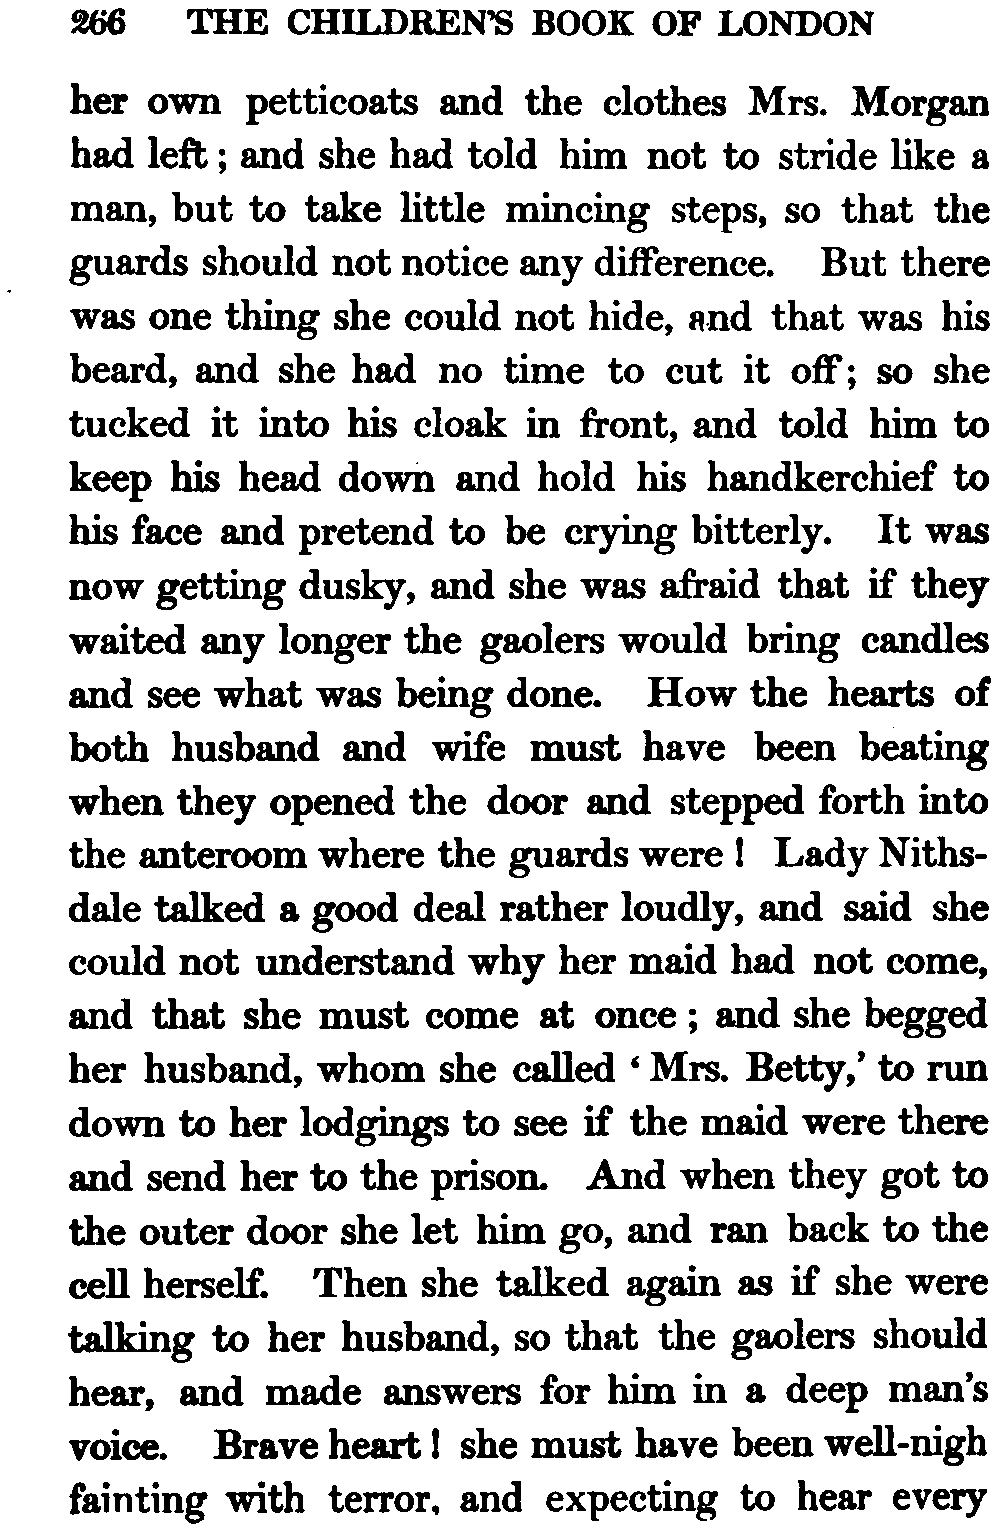 266 THE CHILDREN'S BOOK OF LONDON
her own petticoats and the clothes Mrs. Morgan
had left ; and she had told him not to stride like a
man, but to take little mincing steps, so that the
guards should not notice any difference. But there
was one thing she could not hide, and that was his
beard, and she had no time to cut it off; so she
tucked it into his cloak in front, and told him to
keep his head down and hold his handkerchief to
his face and pretend to be crying bitterly. It was
now getting dusky, and she was afraid that if they
waited any longer the gaolers would bring candles
and see what was being done. How the hearts of
both husband and wife must have been beating
when they opened the door and stepped forth into
the anteroom where the guards were ! Lady Niths-
dale talked a good deal rather loudly, and said she
could not understand why her maid had not come,
and that she must come at once ; and she begged
her husband, whom she called ‘ Mrs. Betty,’ to run
down to her lodgings to see if the maid were there
and send her to the prison. And when they got to
the outer door she let him go, and ran back to the
cell herself. Then she talked again as if she were
talking to her husband, so that the gaolers should
hear, and made answers for him in a deep man's
voice. Brave heart ! she must have been well-nigh
fainting with terror, and expecting to hear every